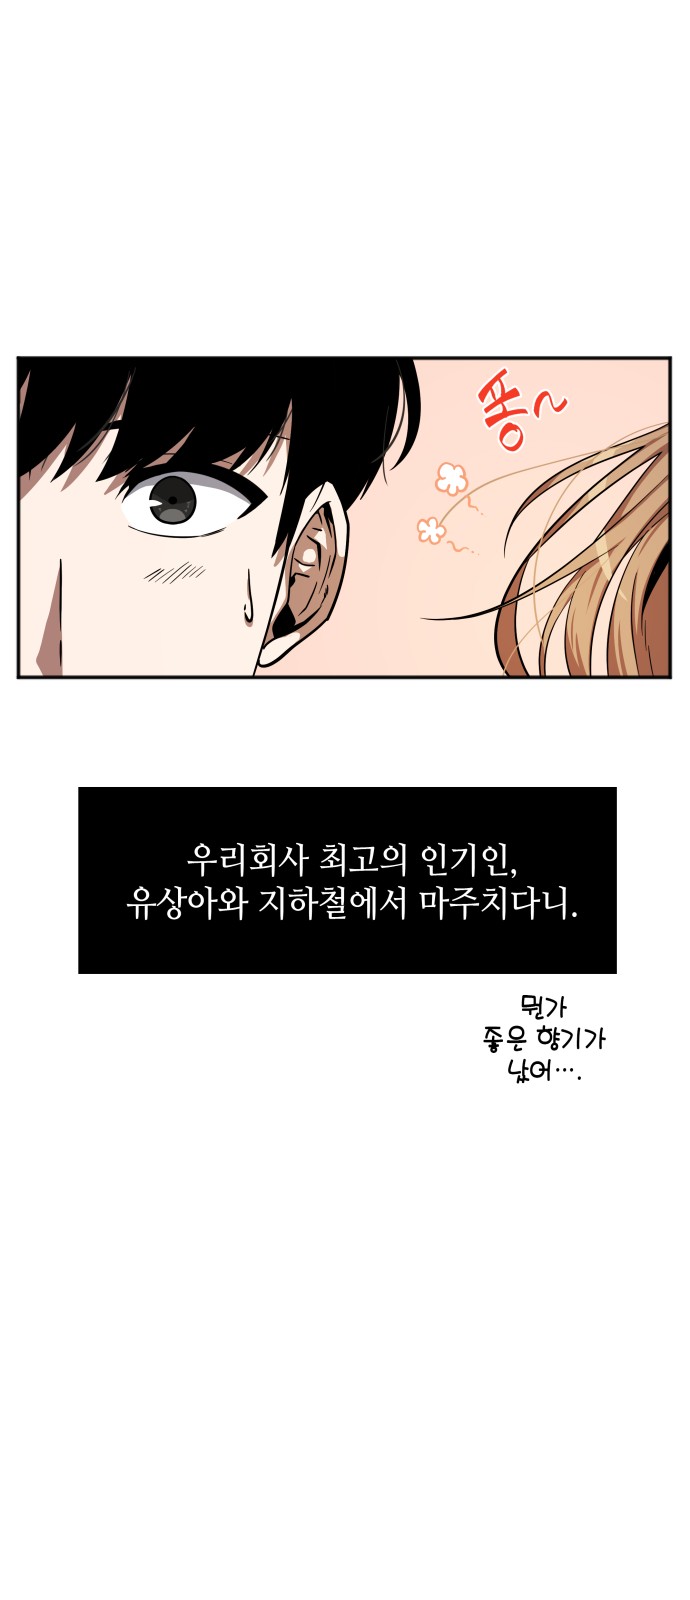 퐁~
우리회사 최고의 인기인,
유상아와 지하철에서 마주치다니.
뭔가
좋은 향기가
났어….